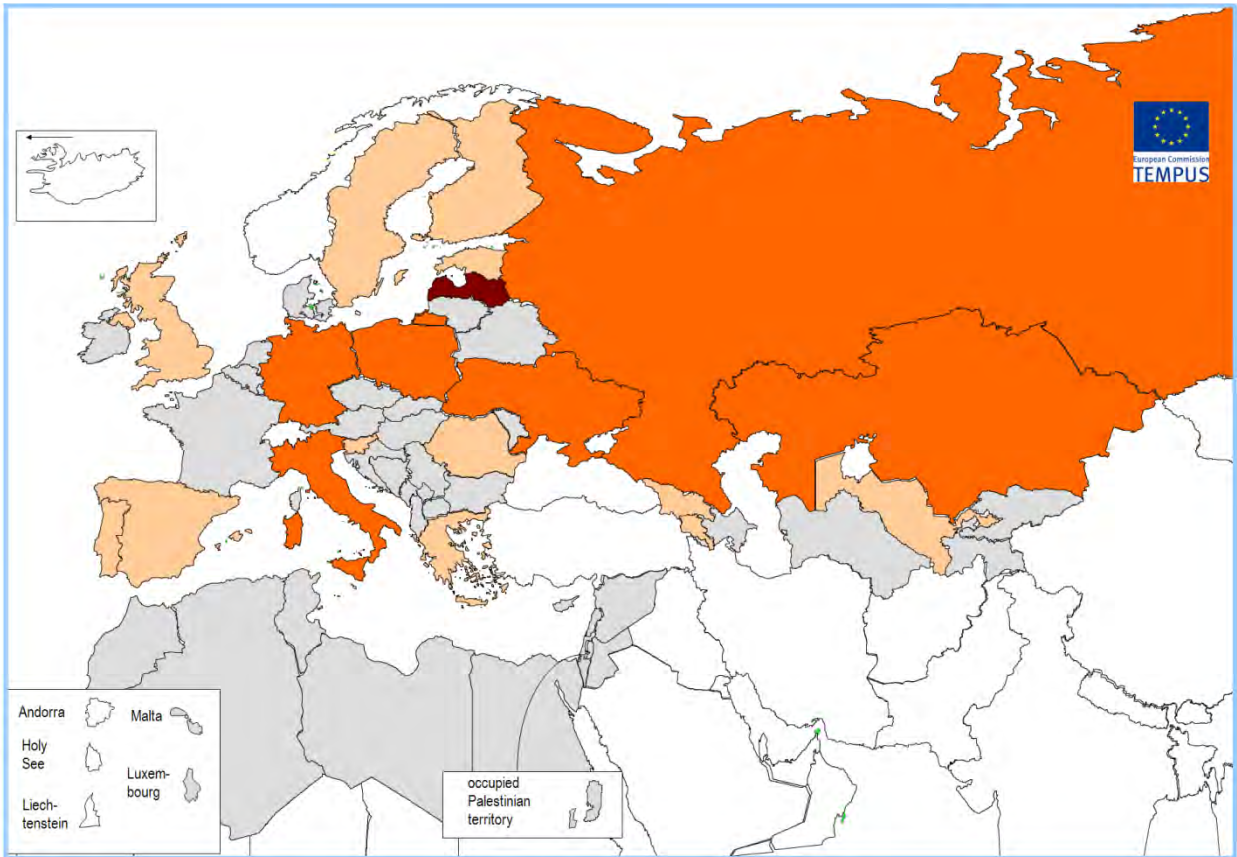 European Commission
TEMPUS
Andorra
Malta
Holy
See
Luxem-
bourg
Liech-
tenstein
occupied
Palestinian
territory